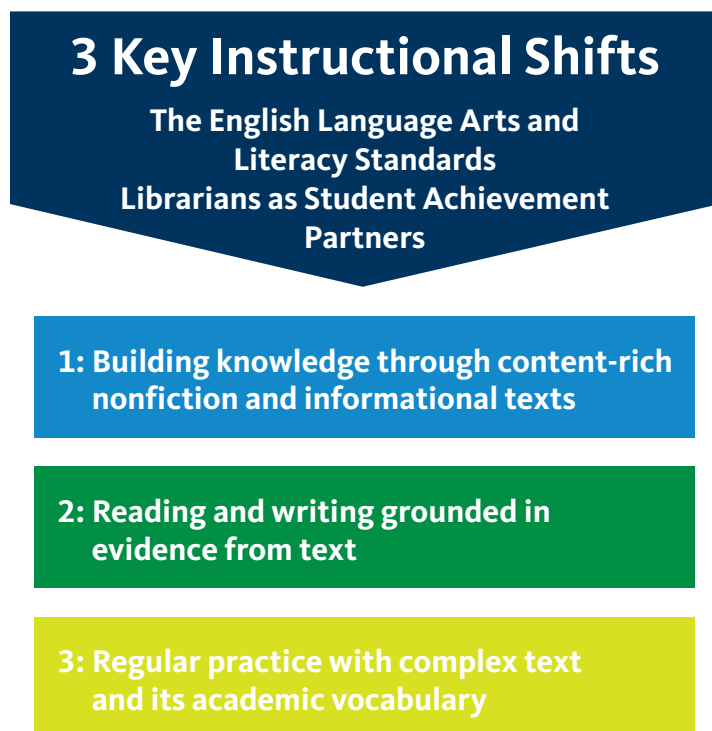 3 Key Instructional Shifts
The English Language Arts and
Literacy Standards
Librarians as Student Achievement
Partners
1: Building knowledge through content-rich
nonfiction and informational texts
2: Reading and writing grounded in
evidence from text
3: Regular practice with complex text
and its academic vocabulary